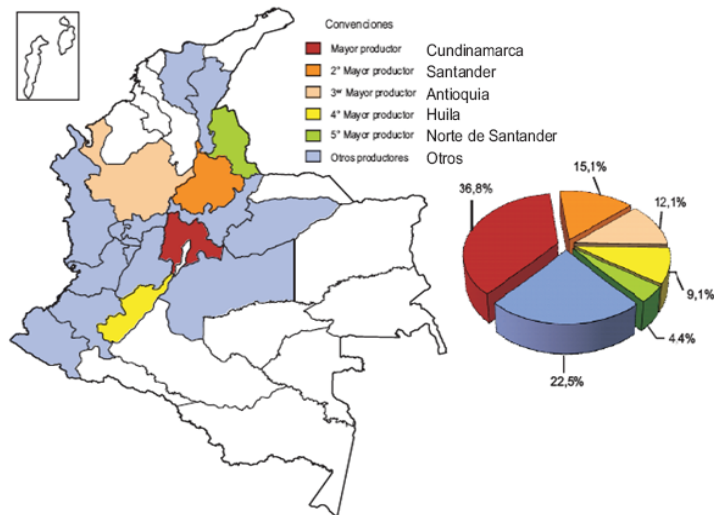 Convenciones
Mayor productor Cundinamarca
2° Mayor productor Santander
3er Mayor productor Antioquia
4° Mayor productor Huila
5° Mayor productor Norte de Santander
Otros productores Otros
15,1%
36,8%
12,1%
9,1%
4.4%
22,5%